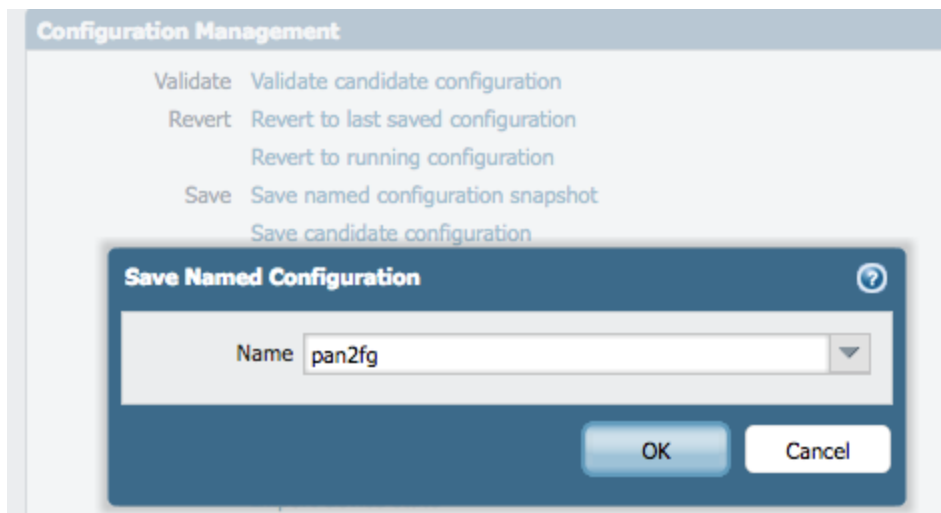 Configuration Management
Validate Validate candidate configuration
Revert Revert to last saved configuration
Revert to running configuration
Save Save named configuration snapshot
Save candidate configuration
Save Named Configuration
?
Name pan2fg
OK Cancel